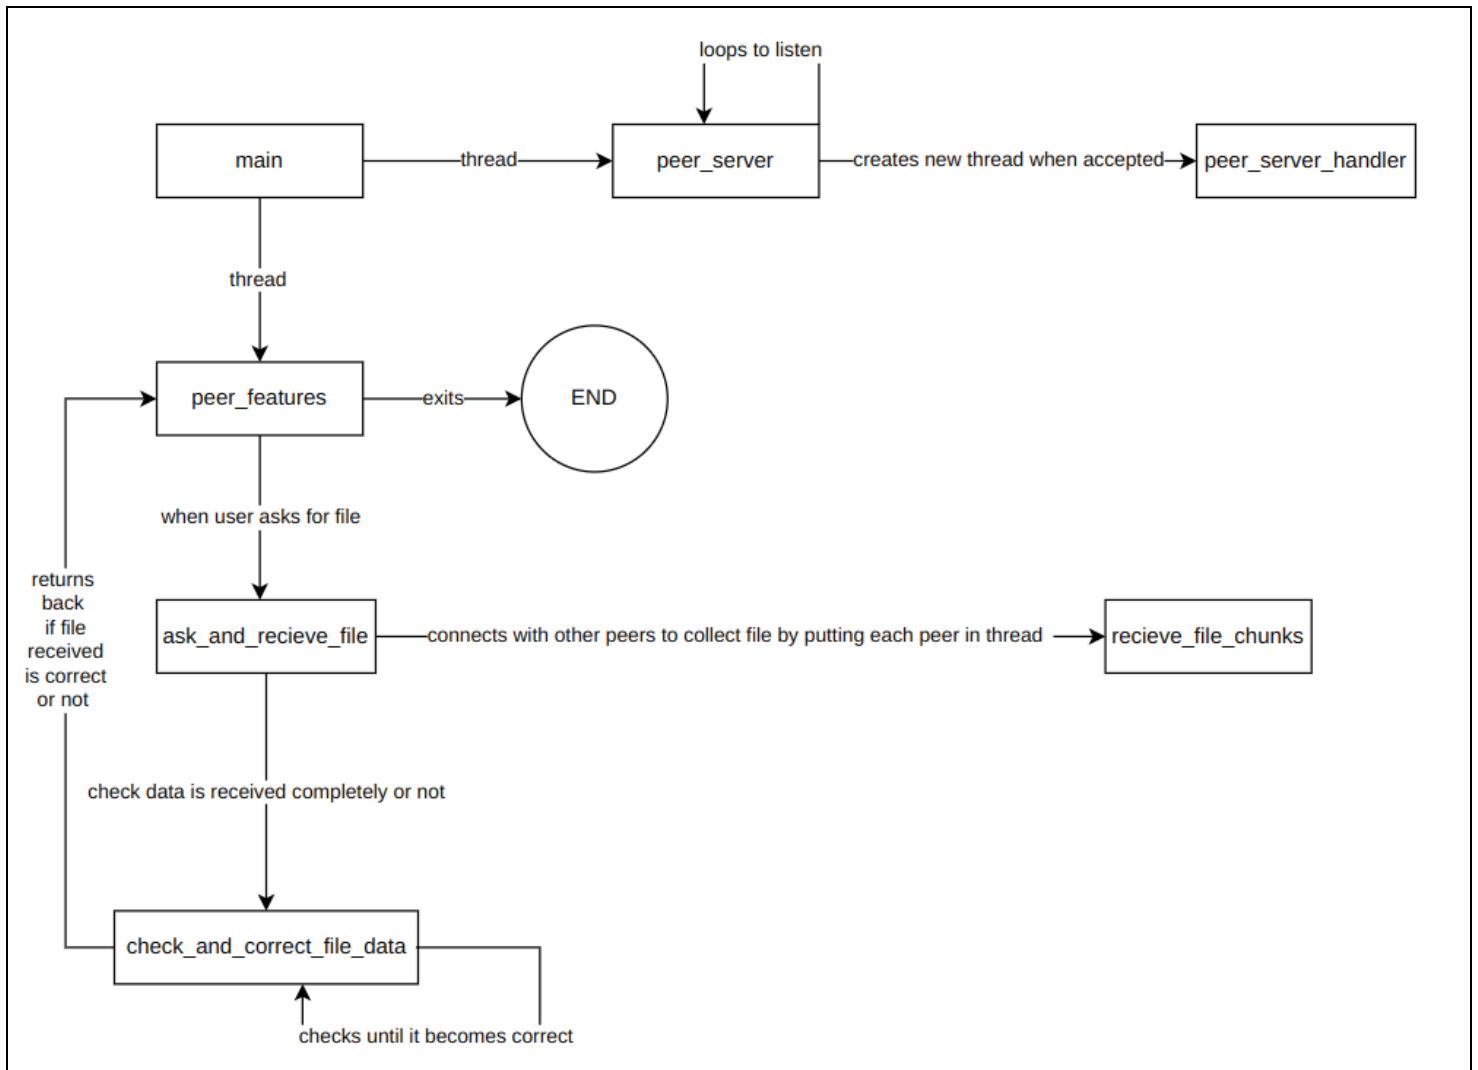 loops to listen
main
thread
peer_server
creates new thread when accepted
peer_server_handler
thread
peer_features
exits
END
when user asks for file
returns
back
if file
received
is correct
or not
ask_and_recieve_file
connects with other peers to collect file by putting each peer in thread
recieve_file_chunks
check data is received completely or not
check_and_correct_file_data
checks until it becomes correct